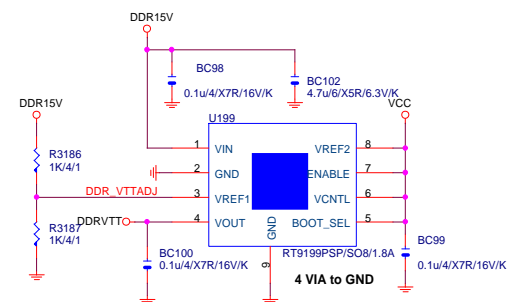 DDR15V
BC98
0.1u/4/X7R/16V/K
BC102
4.7u/6/X5R/6.3V/K
DDR15V
VCC
U199
R3186
1K/4/1
1 VIN
VREF2 8
2 GND
ENABLE 7
DDR_VTTADJ
3 VREF1
VCNTL 6
R3187
1K/4/1
DDRVTT
4 VOUT
BOOT_SEL 5
GND
9
BC100
0.1u/4/X7R/16V/K
RT9199PSP/SO8/1.8A
BC99
0.1u/4/X7R/16V/K
4 VIA to GND